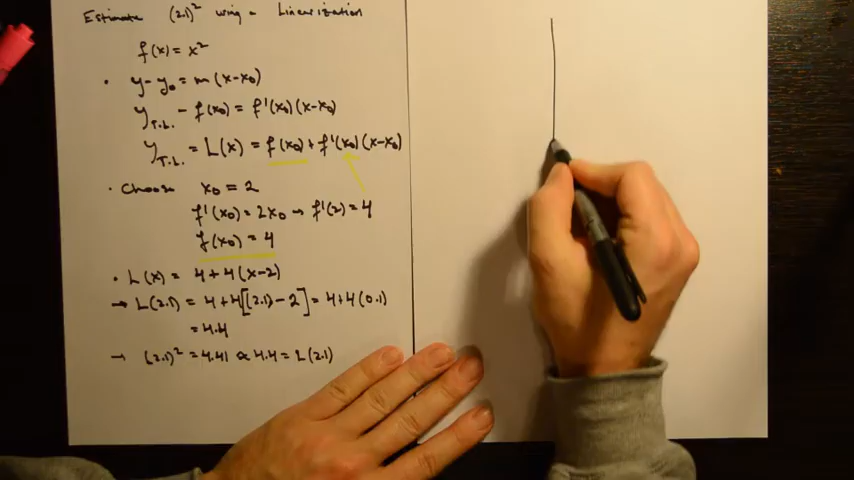 Estimate (2.1)² using a Linearization
f(x) = x²
• y-y₀ = m(x-x₀)
y_T.L. - f(x₀) = f'(x₀)(x-x₀)
y_T.L. = L(x) = f(x₀) + f'(x₀)(x-x₀)
• Choose x₀ = 2
f'(x₀) = 2x₀ → f'(2) = 4
f(x₀) = 4
• L(x) = 4+4(x-2)
→ L(2.1) = 4+4[(2.1)-2] = 4+4(0.1)
= 4.4
→ (2.1)² = 4.41 ≈ 4.4 = L(2.1)